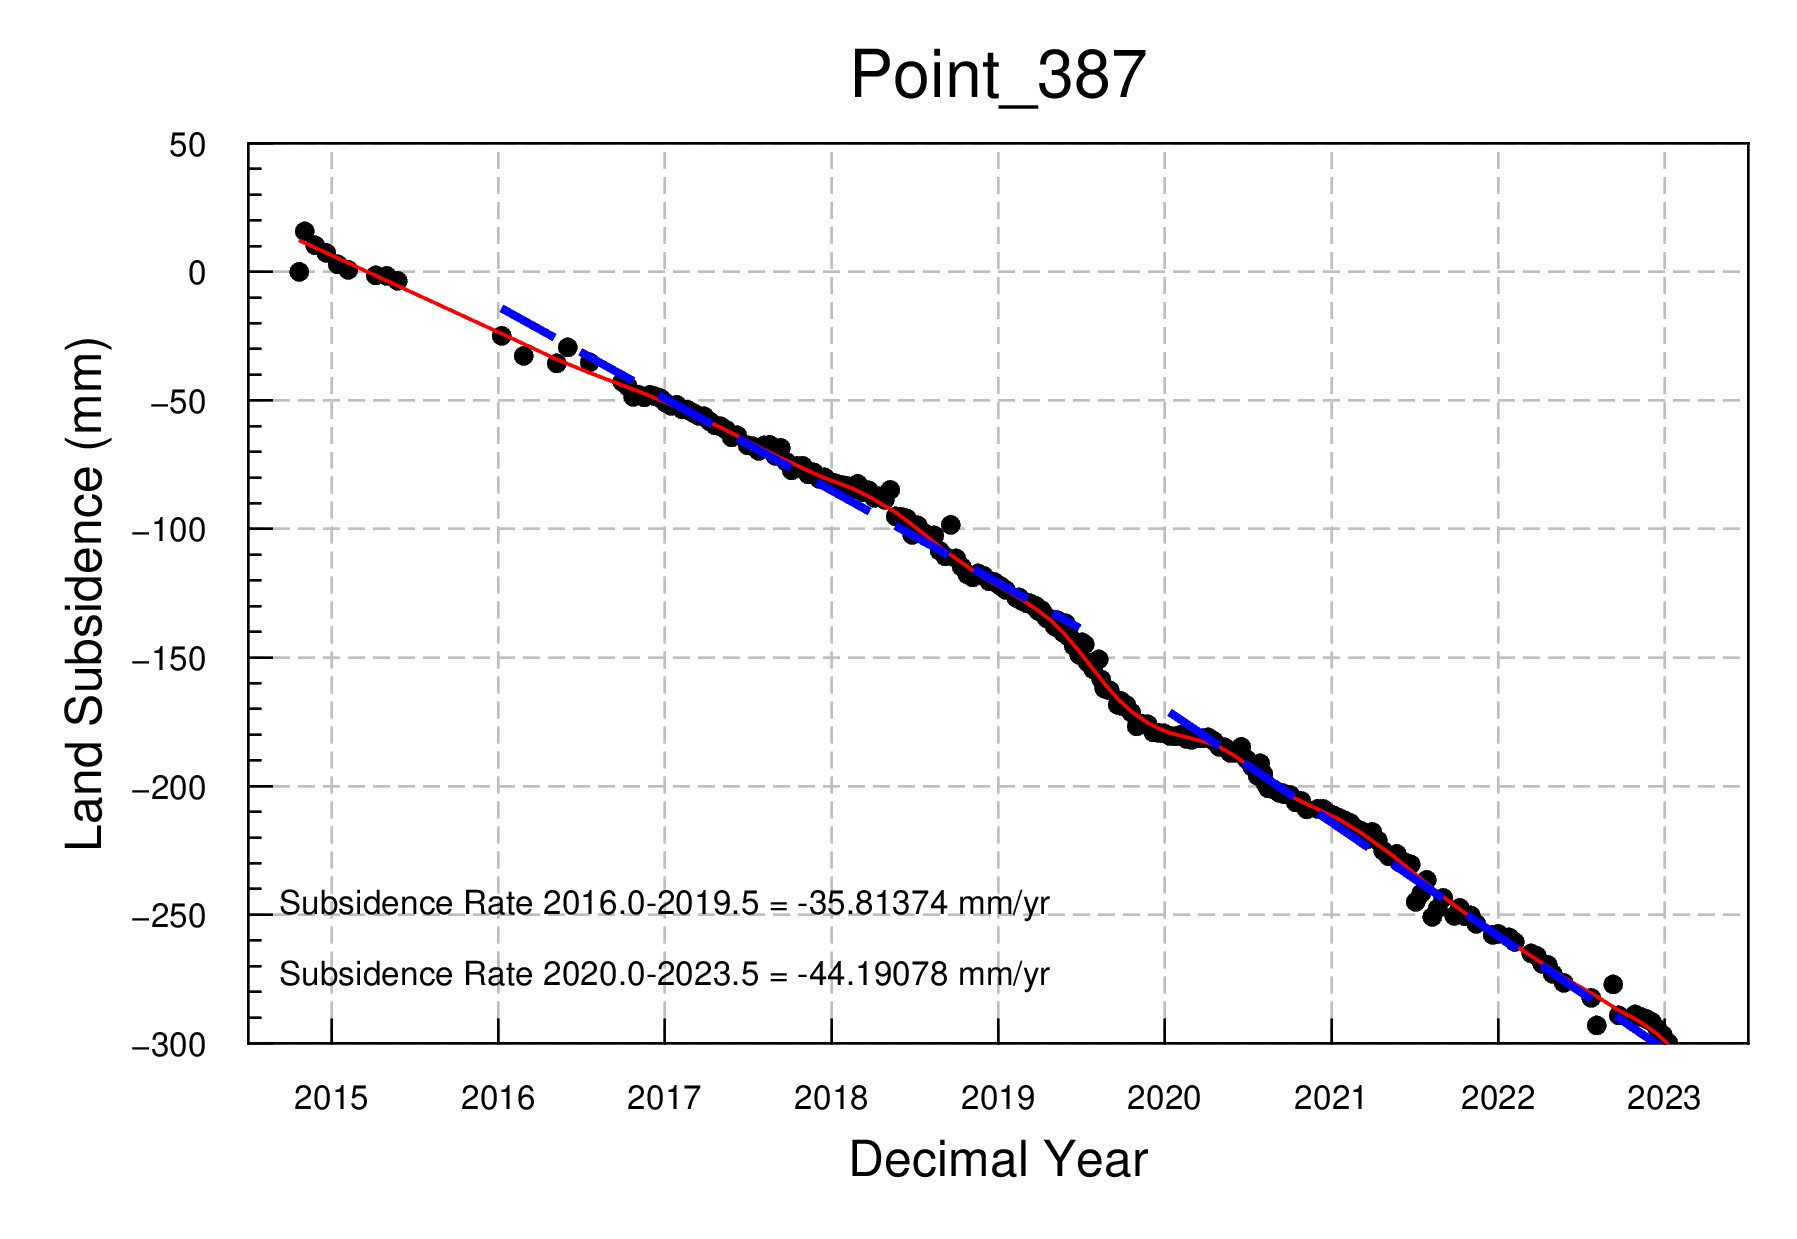 Point_387
50
0
−50
−100
−150
−200
−250
−300
Land Subsidence (mm)
Subsidence Rate 2016.0-2019.5 = -35.81374 mm/yr
Subsidence Rate 2020.0-2023.5 = -44.19078 mm/yr
2015 2016 2017 2018 2019 2020 2021 2022 2023
Decimal Year